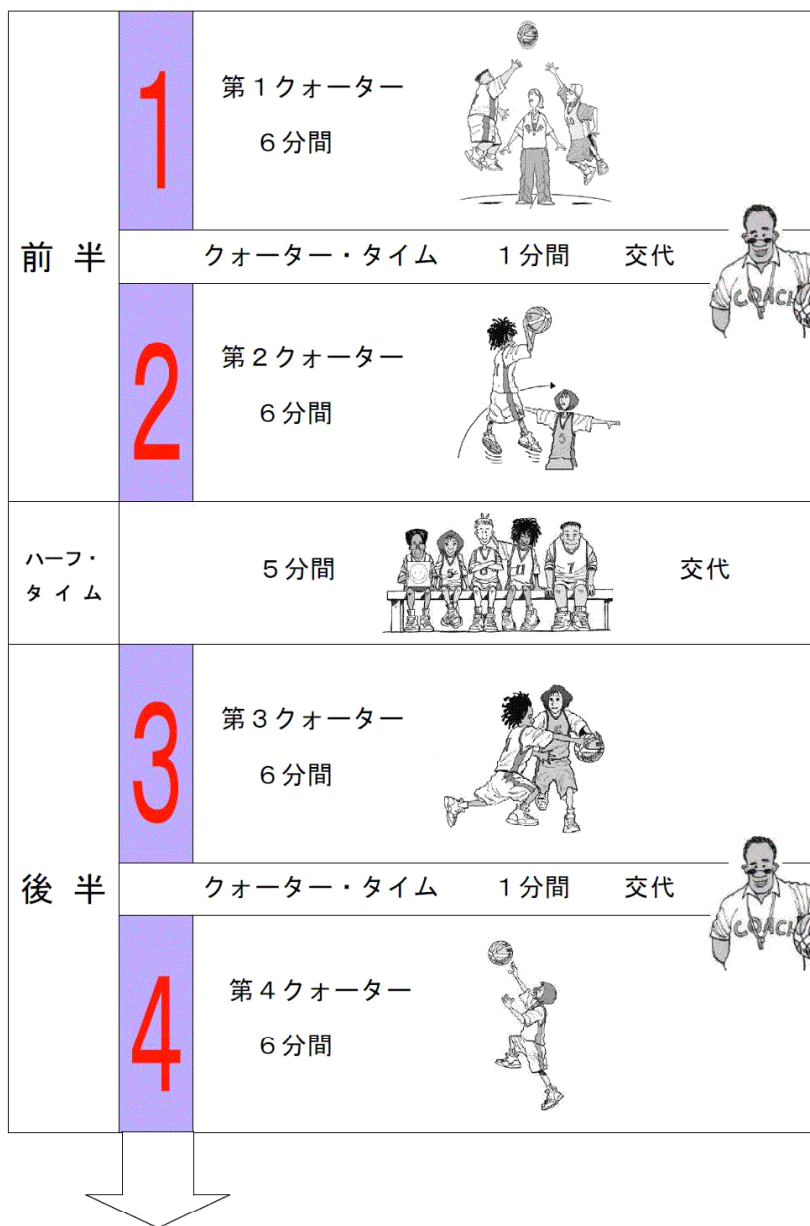 前 半
1
第１クォーター
６分間
クォーター・タイム １分間 交代
COACH
2
第２クォーター
６分間
ハーフ・
タ イ ム
５分間
交代
後 半
3
第３クォーター
６分間
クォーター・タイム １分間 交代
COACH
4
第４クォーター
６分間